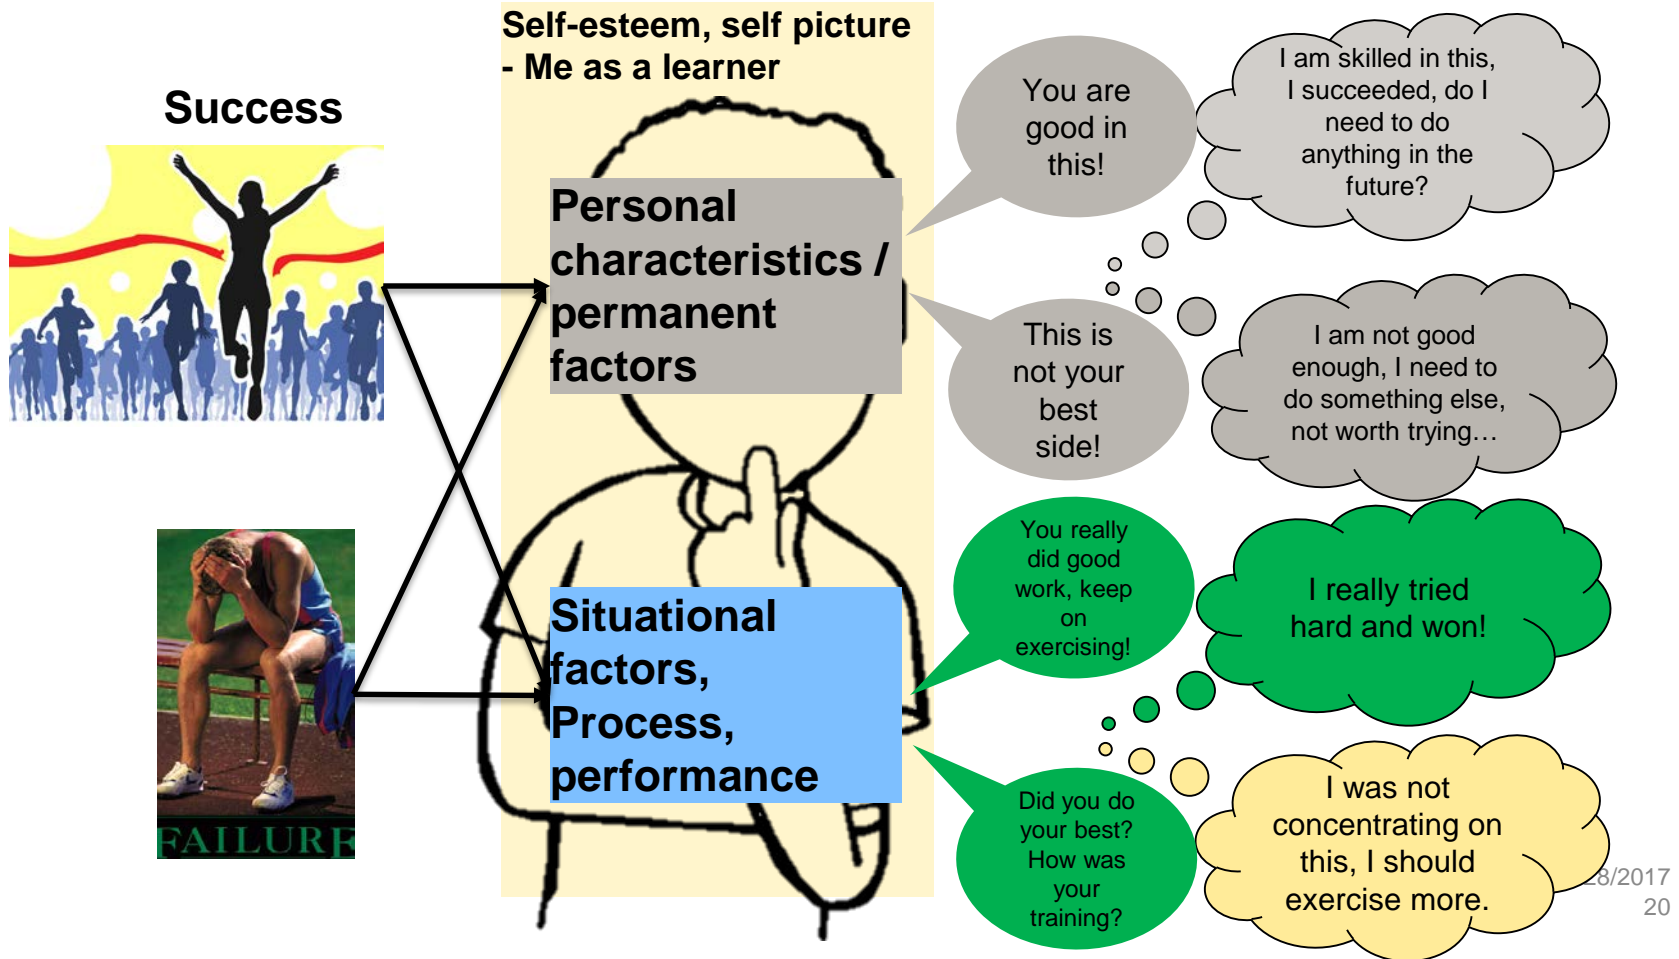 Self-esteem, self picture
- Me as a learner
Success
Personal
characteristics /
permanent
factors
Situational
factors,
Process,
performance
FAILURE
You are
good in
this!
I am skilled in this,
I succeeded, do I
need to do
anything in the
future?
This is
not your
best
side!
I am not good
enough, I need to
do something else,
not worth trying…
You really
did good
work, keep
on
exercising!
I really tried
hard and won!
Did you do
your best?
How was
your
training?
I was not
concentrating on
this, I should
exercise more.
8/2017
20